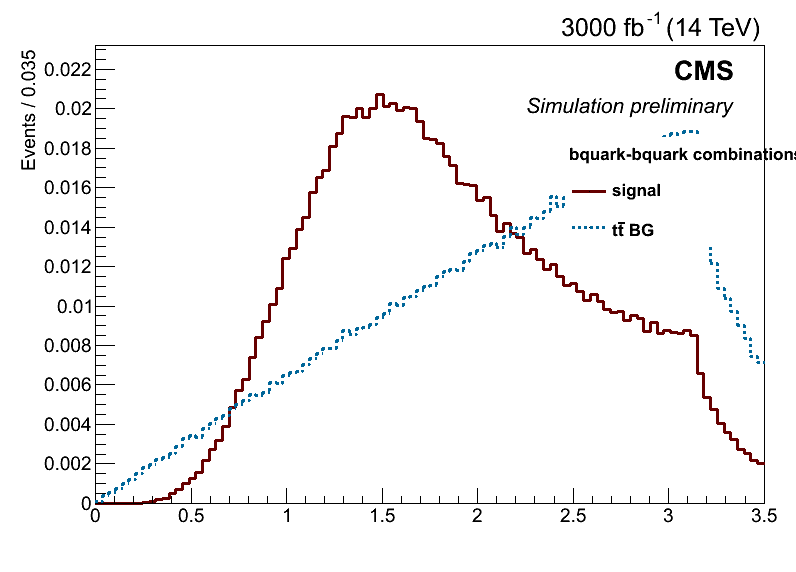 3000 fb-1 (14 TeV)
Events / 0.035
CMS
Simulation preliminary
bquark-bquark combinations
signal
tt̄ BG
0.022
0.02
0.018
0.016
0.014
0.012
0.01
0.008
0.006
0.004
0.002
0
0 0.5 1 1.5 2 2.5 3 3.5